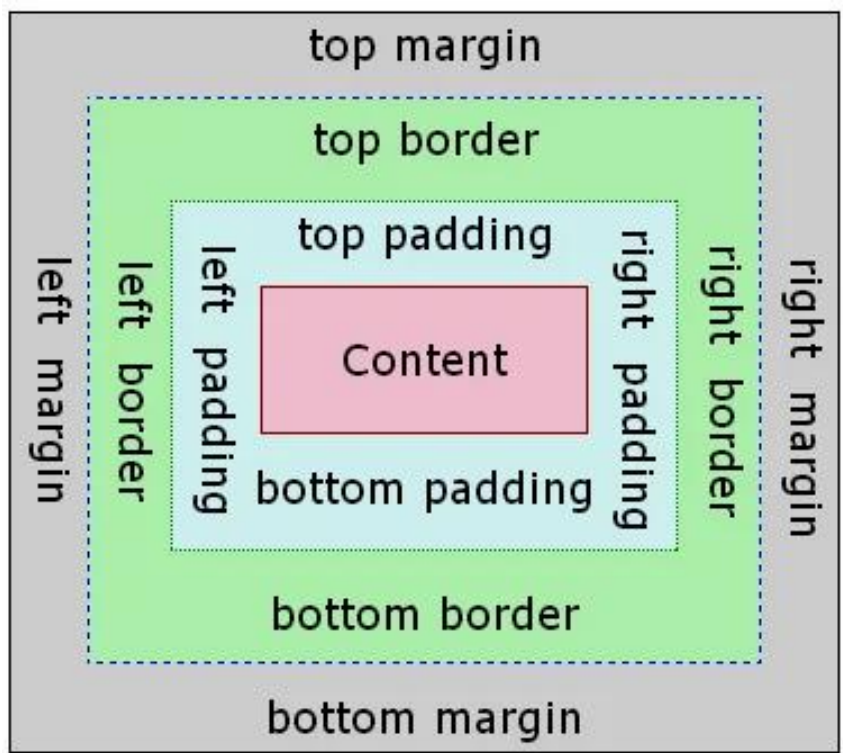 top margin
top border
top padding
left margin
left border
left padding
Content
right padding
right border
right margin
bottom padding
bottom border
bottom margin